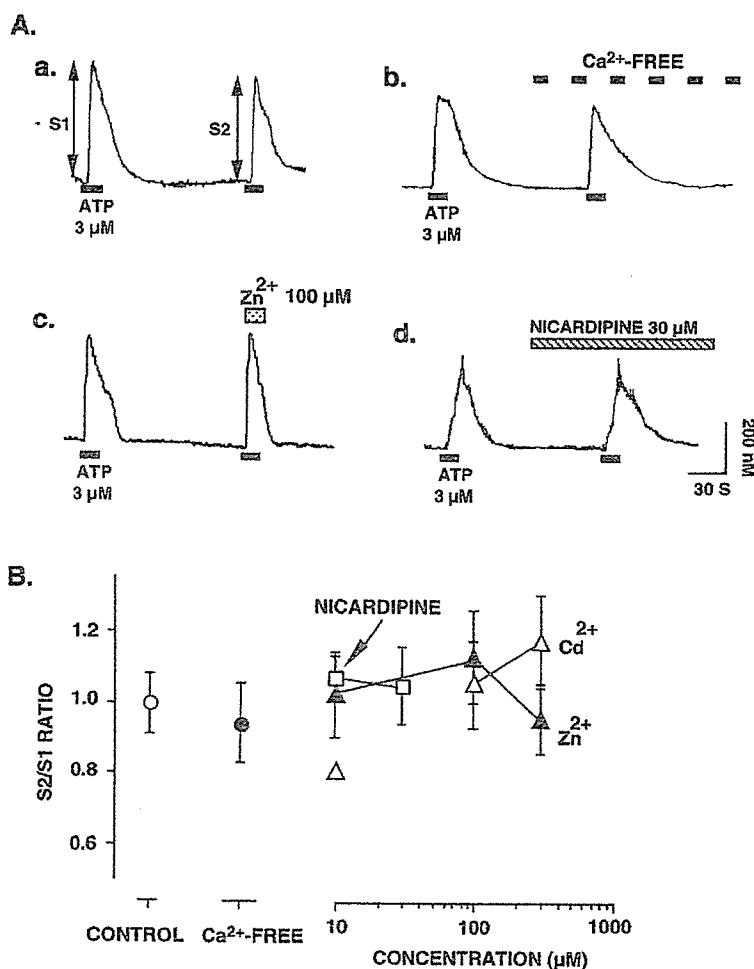 A.
a.
S1
S2
ATP
3 µM
b.
Ca²⁺-FREE
ATP
3 µM
c.
Zn²⁺ 100 µM
ATP
3 µM
d.
NICARDIPINE 30 µM
ATP
3 µM
200 nM
30 S
B.
S2/S1 RATIO
1.2
1.0
0.8
0.6
NICARDIPINE
Cd²⁺
Zn²⁺
CONTROL
Ca²⁺-FREE
10
100
1000
CONCENTRATION (µM)